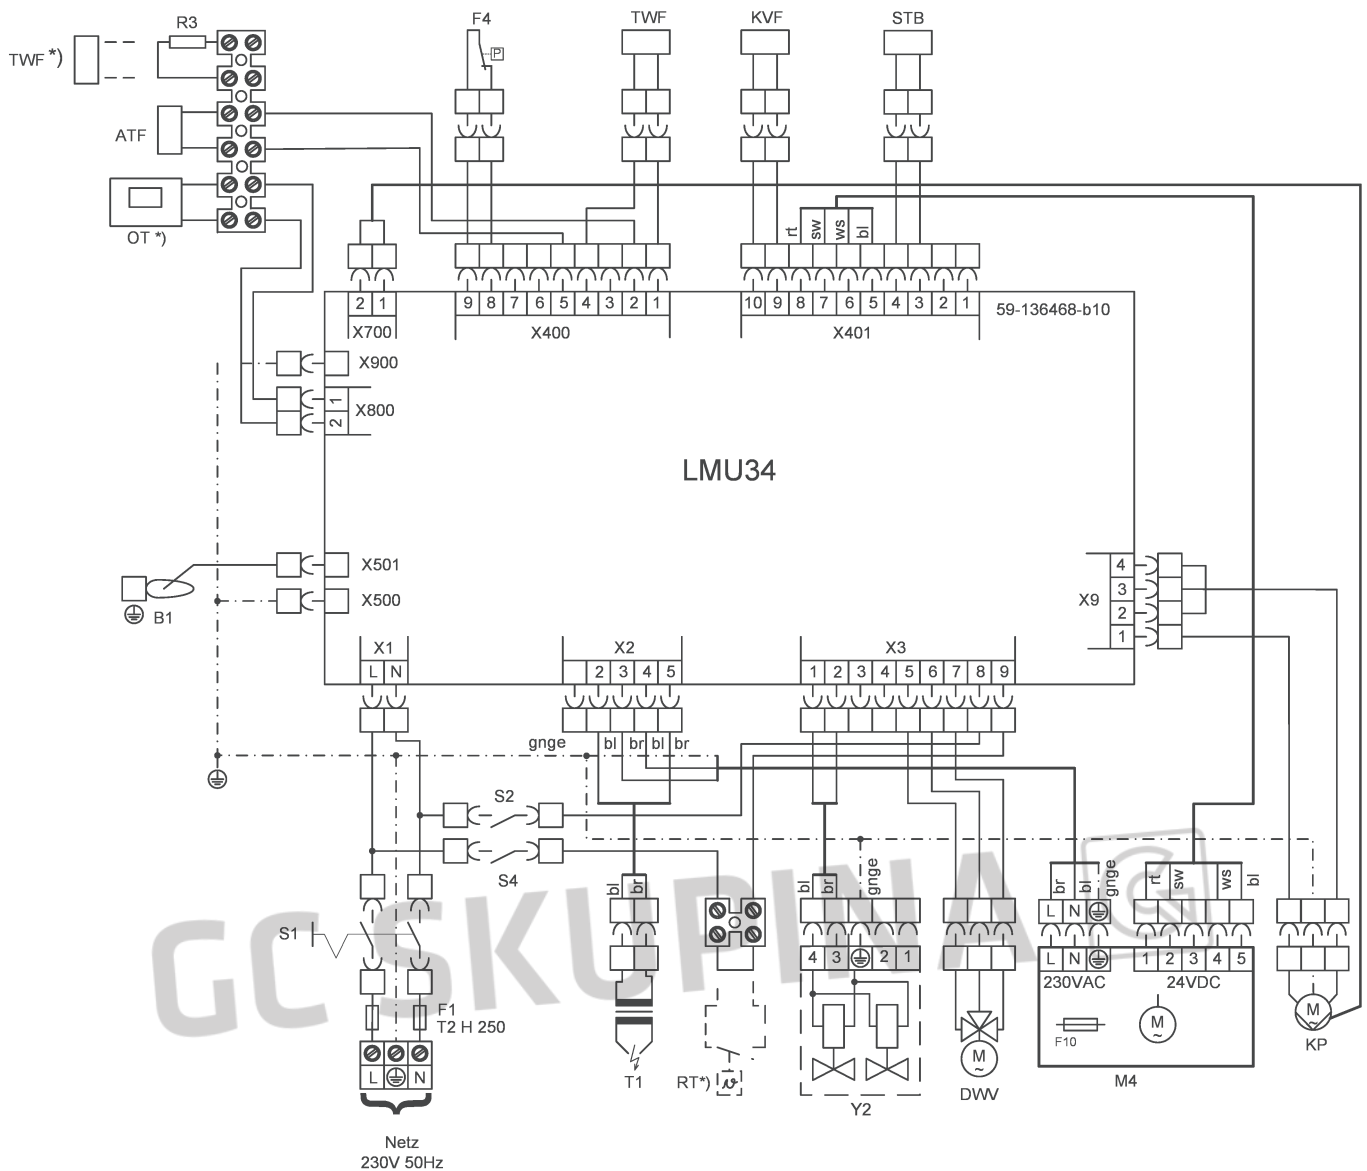 R3
F4
TWF
KVF
STB
TWF *)
P
ATF
OT *)
rt
sw
ws
bl
2 1
9 8 7 6 5 4 3 2 1
10 9 8 7 6 5 4 3 2 1
59-136468-b10
X700
X400
X401
X900
1
X800
2
LMU34
X501
X500
B1
4
3
X9
2
1
X1
X2
X3
L N
2 3 4 5
1 2 3 4 5 6 7 8 9
gnge
bl br bl br
S2
S4
bl
br
bl
br
gnge
br
bl
gnge
rt
sw
ws
bl
GC SKUPINA
G
L N
S1
4 3 2 1
L N
1 2 3 4 5
230VAC
24VDC
F1
T2 H 250
M
~
F10
M
~
KP
L N
T1
RT*)
M
~
Y2
DWV
M4
Netz
230V 50Hz